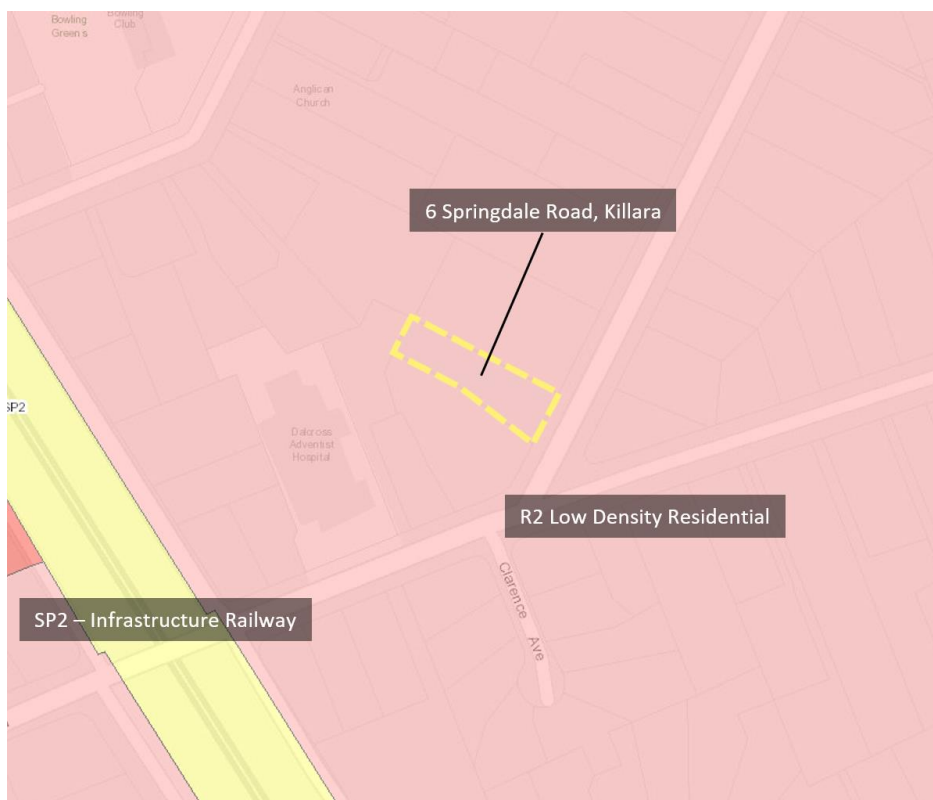 Bowling
Greens
Bowling
Club
Anglican
Church
6 Springdale Road, Killara
SP2
Dalcross
Adventist
Hospital
R2 Low Density Residential
Clarence Ave
SP2 – Infrastructure Railway